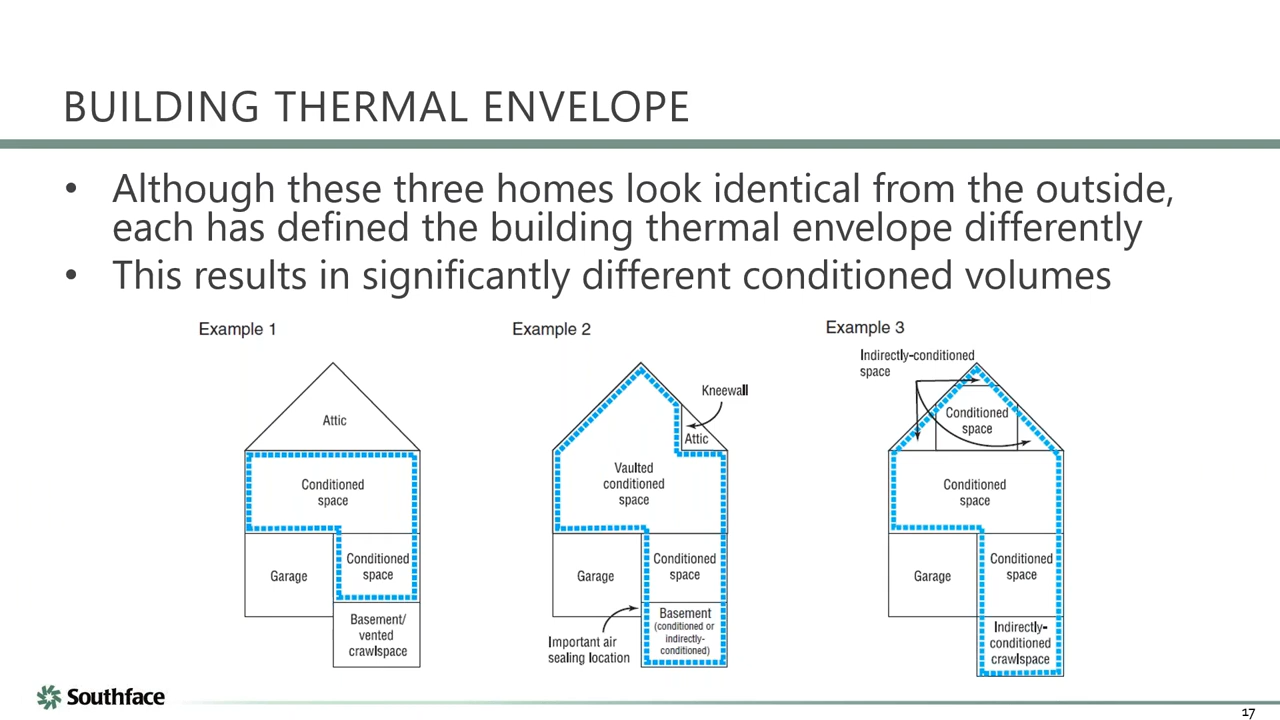 BUILDING THERMAL ENVELOPE
• Although these three homes look identical from the outside,
each has defined the building thermal envelope differently
• This results in significantly different conditioned volumes
Example 1
Attic
Conditioned
space
Garage
Conditioned
space
Basement/
vented
crawlspace
Example 2
Kneewall
Attic
Vaulted
conditioned
space
Garage
Conditioned
space
Basement
(conditioned or
indirectly-
conditioned)
Important air
sealing location
Example 3
Indirectly-conditioned
space
Conditioned
space
Conditioned
space
Garage
Conditioned
space
Indirectly-
conditioned
crawlspace
Southface
17